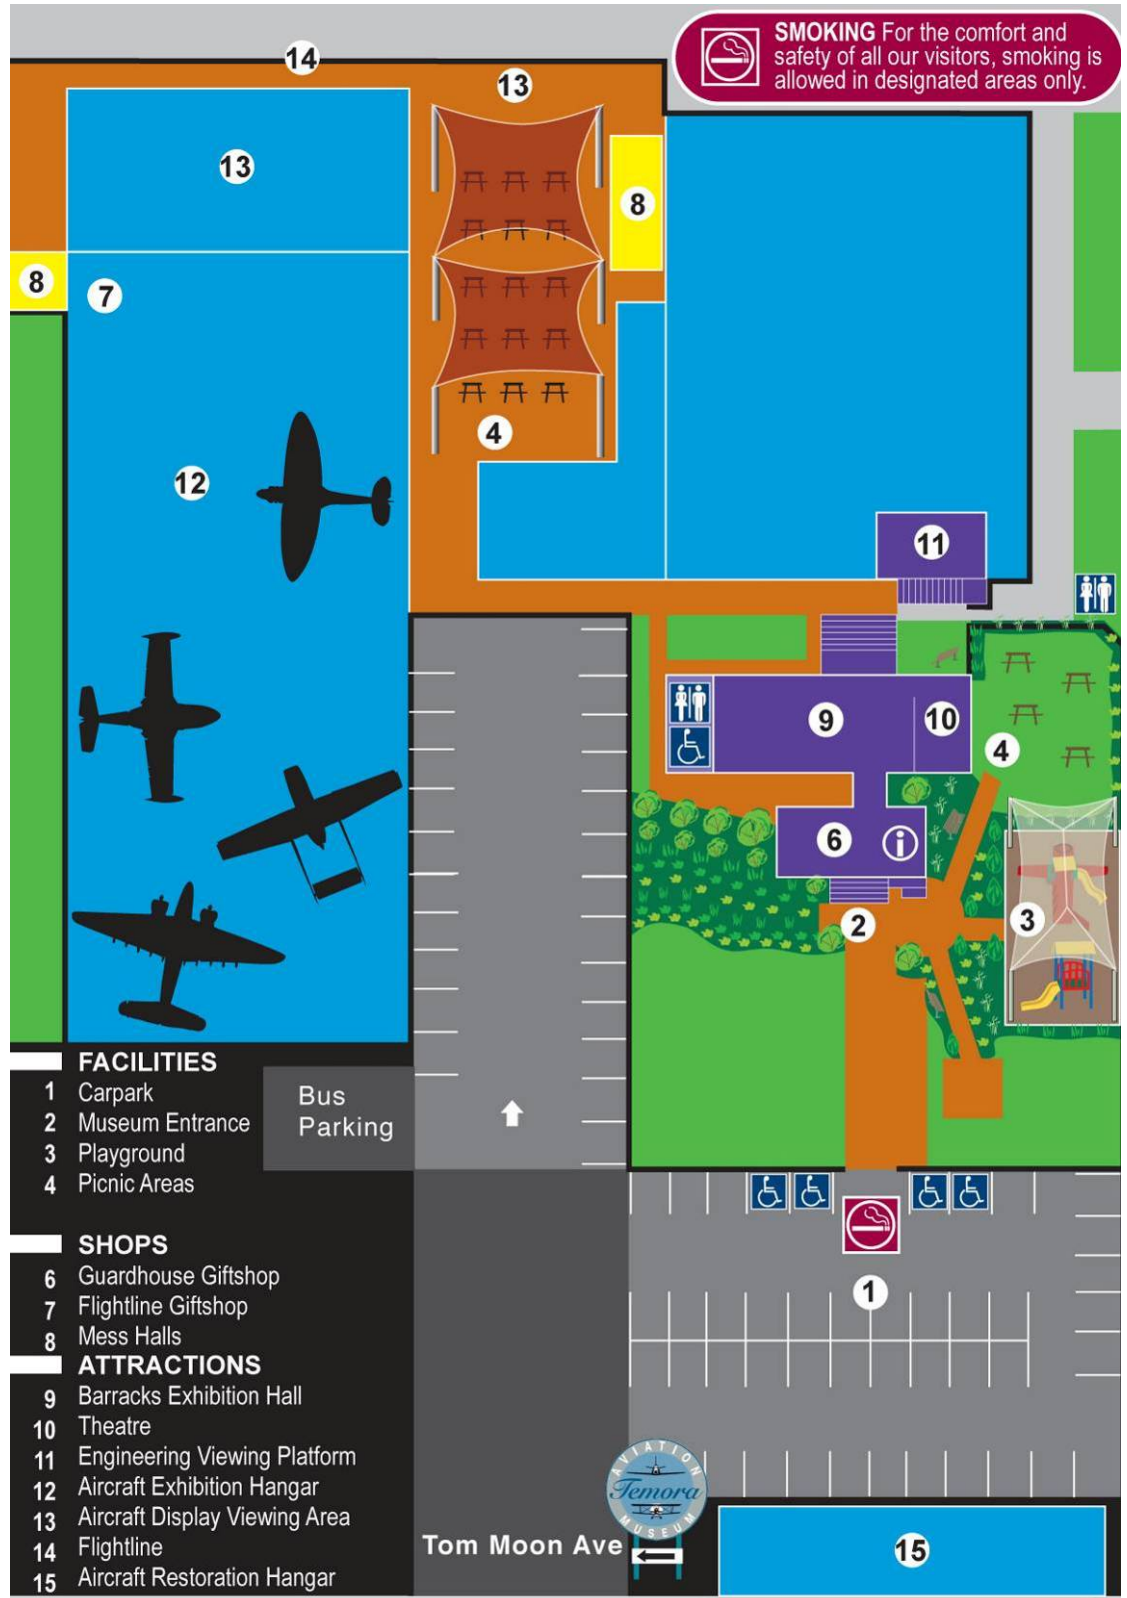 SMOKING For the comfort and
safety of all our visitors, smoking is
allowed in designated areas only.
14
13
13
8
8
7
4
12
11
9
10
4
6
i
3
2
FACILITIES
1 Carpark
2 Museum Entrance
3 Playground
4 Picnic Areas
Bus
Parking
SHOPS
6 Guardhouse Giftshop
7 Flightline Giftshop
8 Mess Halls
1
ATTRACTIONS
9 Barracks Exhibition Hall
10 Theatre
11 Engineering Viewing Platform
12 Aircraft Exhibition Hangar
13 Aircraft Display Viewing Area
14 Flightline
15 Aircraft Restoration Hangar
AVIATION
Temora
MUSEUM
Tom Moon Ave
15